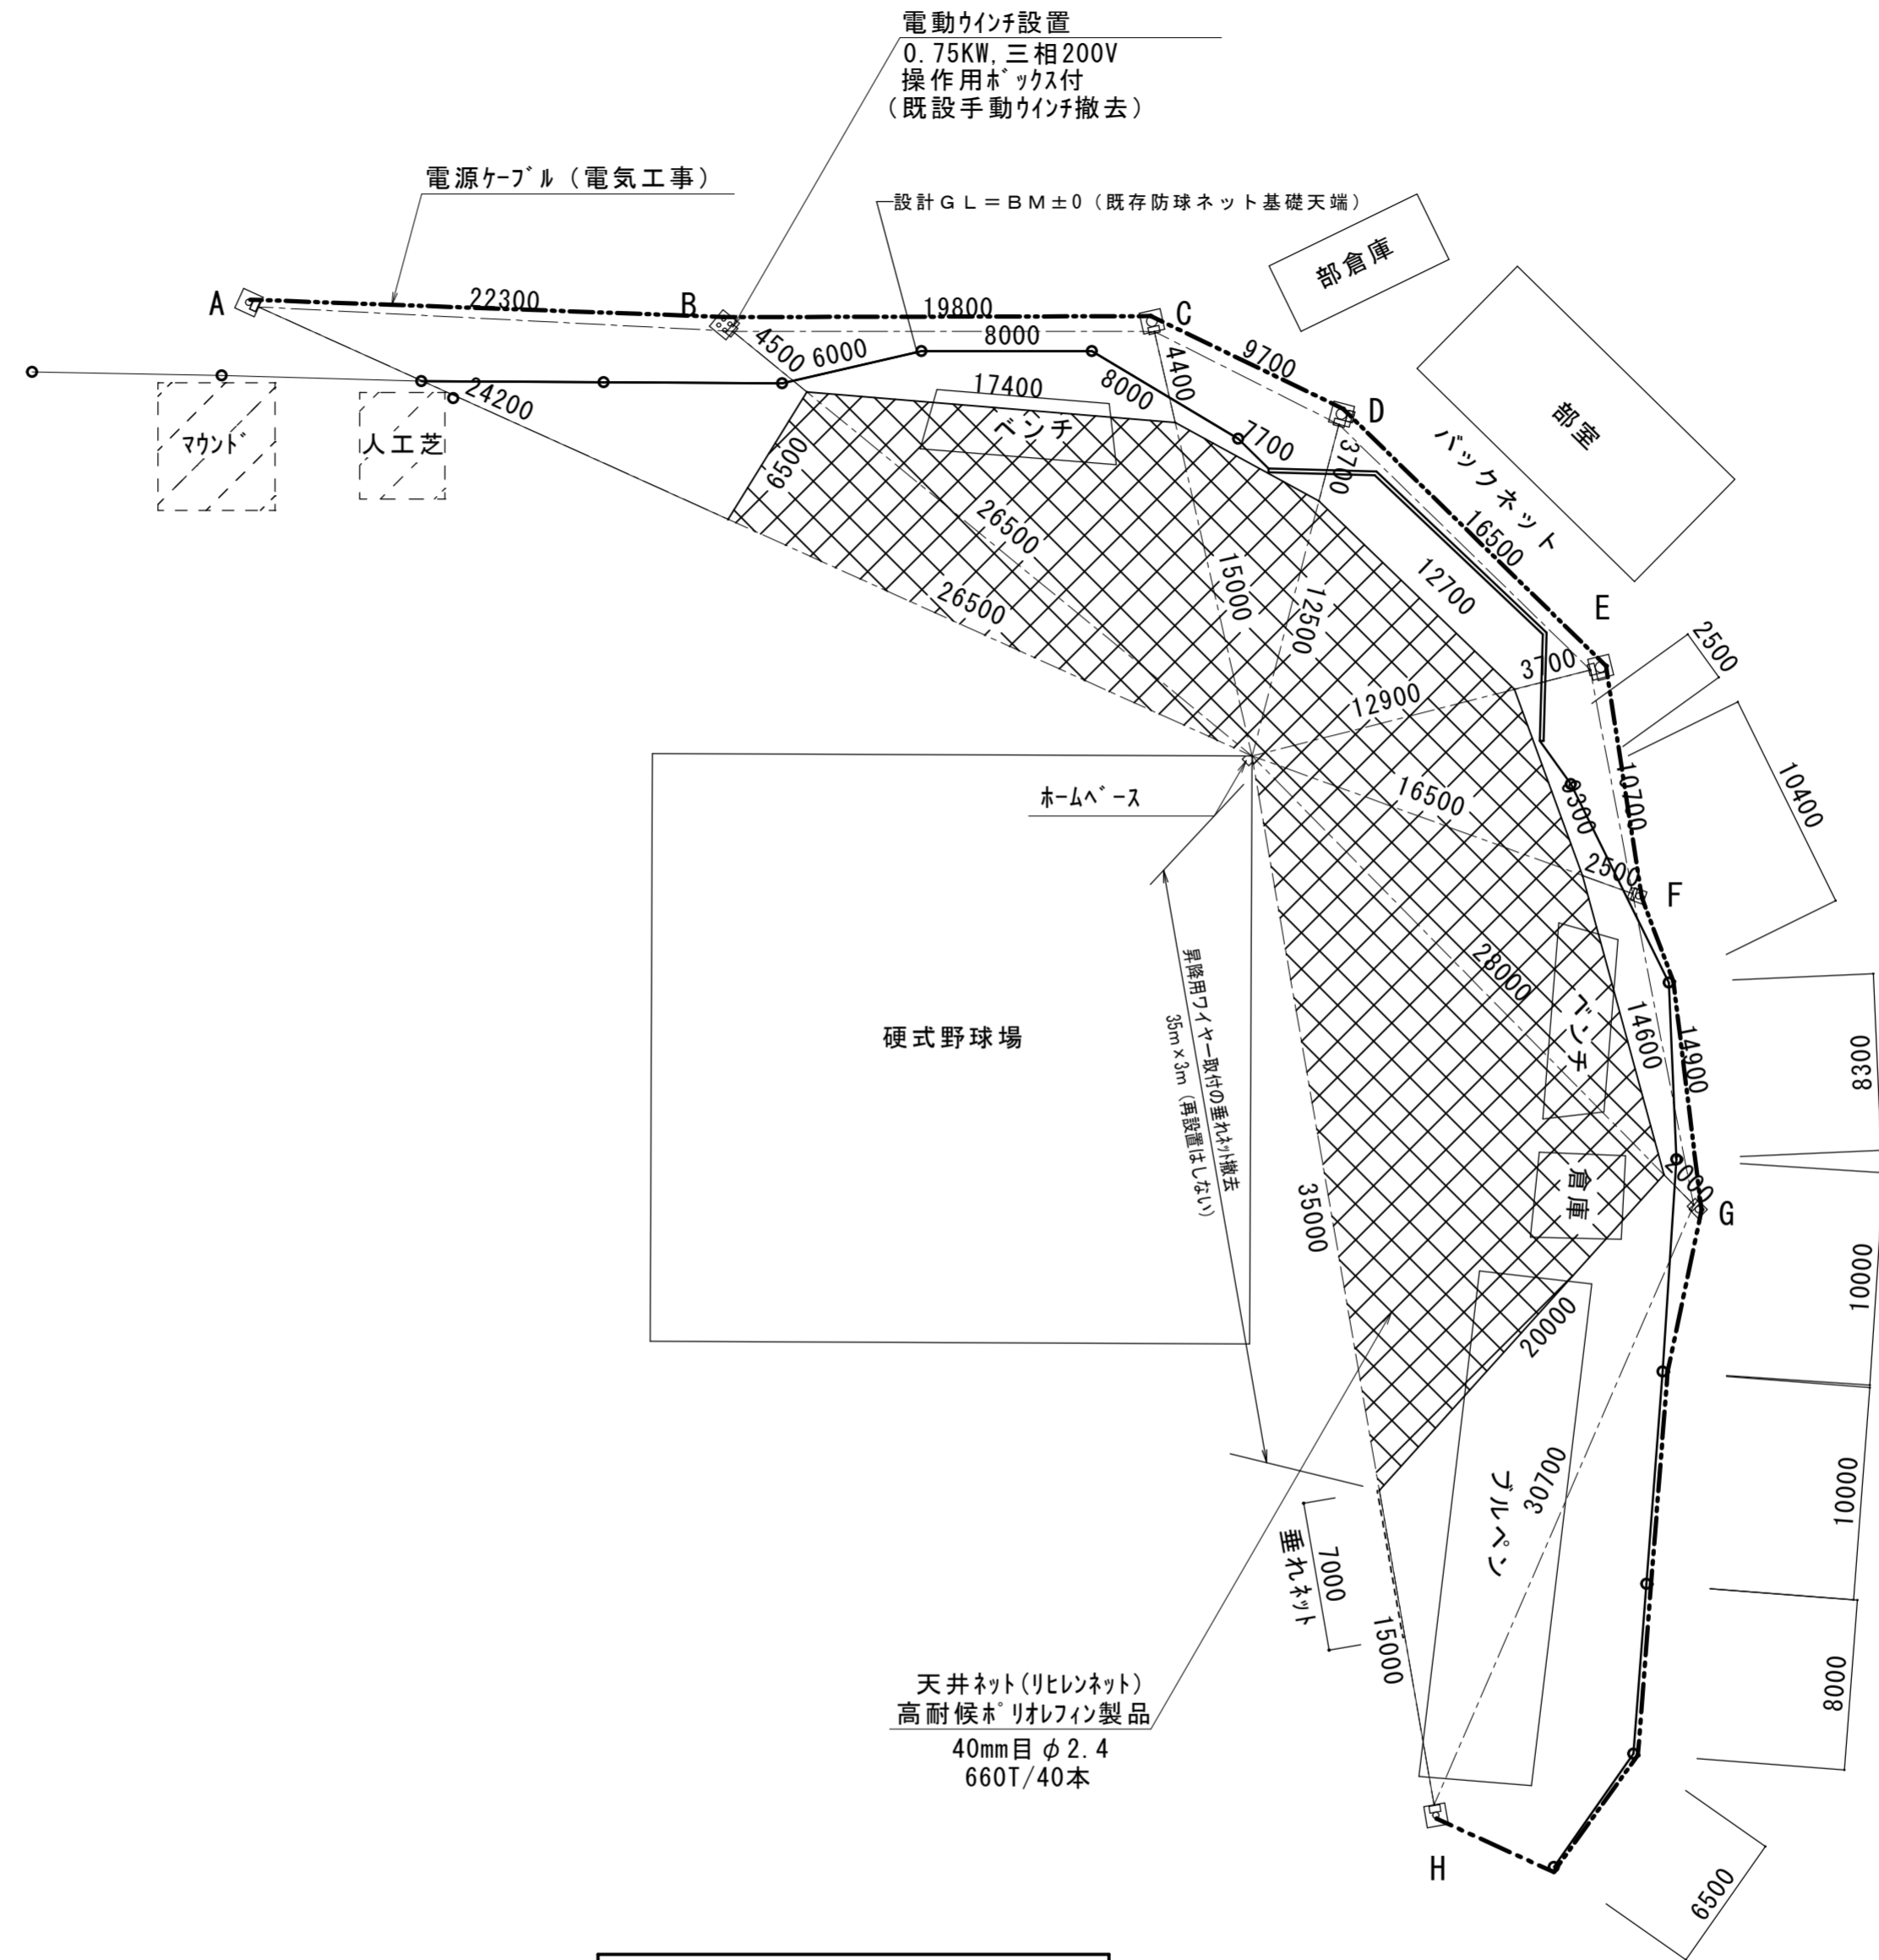 電動ｳｲﾝﾁ設置
0.75KW,三相200V
操作用ﾎﾞｯｸｽ付
(既設手動ｳｲﾝﾁ撤去)
電源ｹｰﾌﾞﾙ（電気工事）
設計ＧＬ＝ＢＭ±0（既存防球ネット基礎天端）
部倉庫
A
22300
B
19800
C
9700
D
4500
6000
8000
4400
8000
17400
ベンチ
7700
3700
バックネット
部室
24200
ﾏｳﾝﾄﾞ
人工芝
6500
26500
26500
15000
12500
16500
12700
E
2500
3700
12900
10700
10400
ﾎｰﾑﾍﾞｰｽ
16500
8300
2500
F
28000
ベンチ
14600
14900
8300
硬式野球場
昇降用ワイヤー取付の垂れﾈｯﾄ撤去
35m×3m（再設置はしない）
35000
倉庫
2000
G
10000
20000
10000
ブルペン
30700
7000
垂れﾈｯﾄ
15000
8000
天井ﾈｯﾄ(ﾘﾋﾚﾝﾈｯﾄ)
高耐候ﾎﾟﾘｵﾚﾌｨﾝ製品
40mm目φ2.4
660T/40本
H
6500